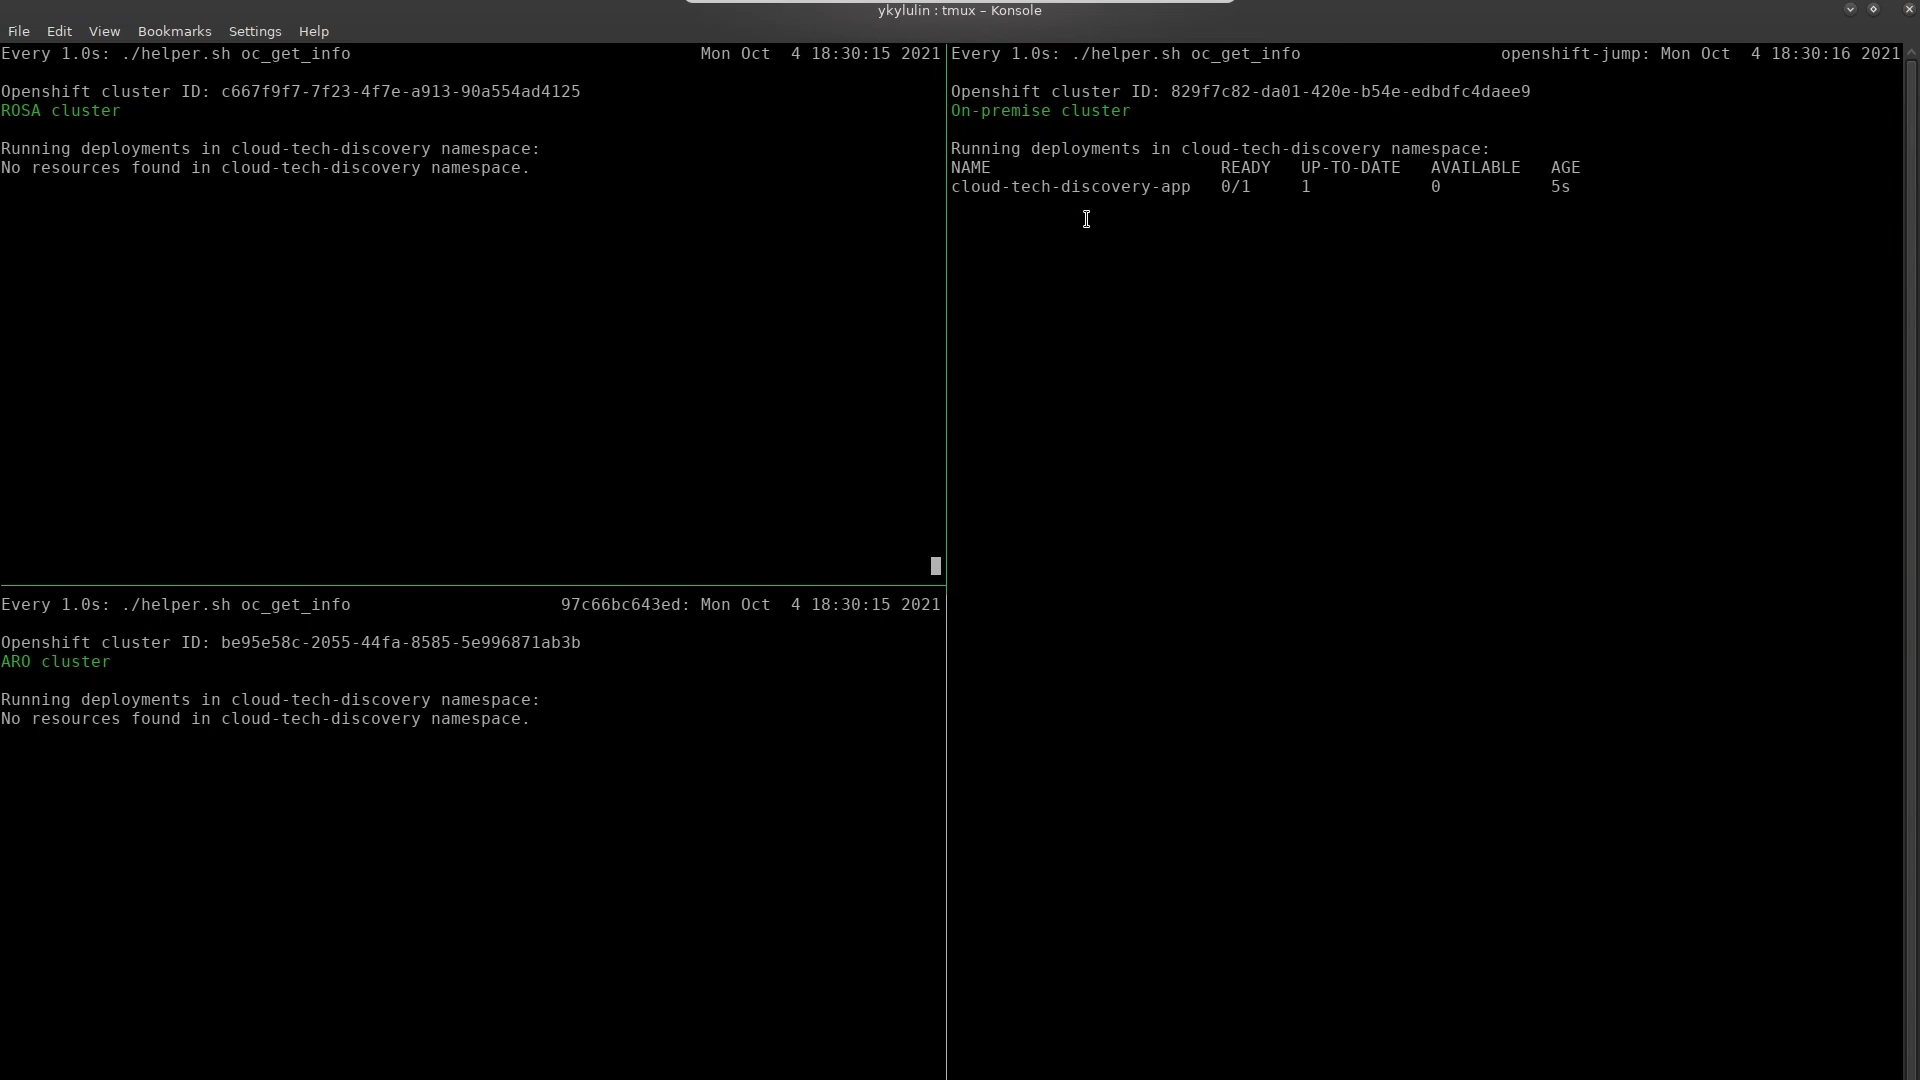 ykylulin : tmux – Konsole
File Edit View Bookmarks Settings Help
Every 1.0s: ./helper.sh oc_get_info Mon Oct  4 18:30:15 2021
Openshift cluster ID: c667f9f7-7f23-4f7e-a913-90a554ad4125
ROSA cluster
Running deployments in cloud-tech-discovery namespace:
No resources found in cloud-tech-discovery namespace.
Every 1.0s: ./helper.sh oc_get_info 97c66bc643ed: Mon Oct  4 18:30:15 2021
Openshift cluster ID: be95e58c-2055-44fa-8585-5e996871ab3b
ARO cluster
Running deployments in cloud-tech-discovery namespace:
No resources found in cloud-tech-discovery namespace.
Every 1.0s: ./helper.sh oc_get_info openshift-jump: Mon Oct  4 18:30:16 2021
Openshift cluster ID: 829f7c82-da01-420e-b54e-edbdfc4daee9
On-premise cluster
Running deployments in cloud-tech-discovery namespace:
NAME READY UP-TO-DATE AVAILABLE AGE
cloud-tech-discovery-app 0/1 1 0 5s